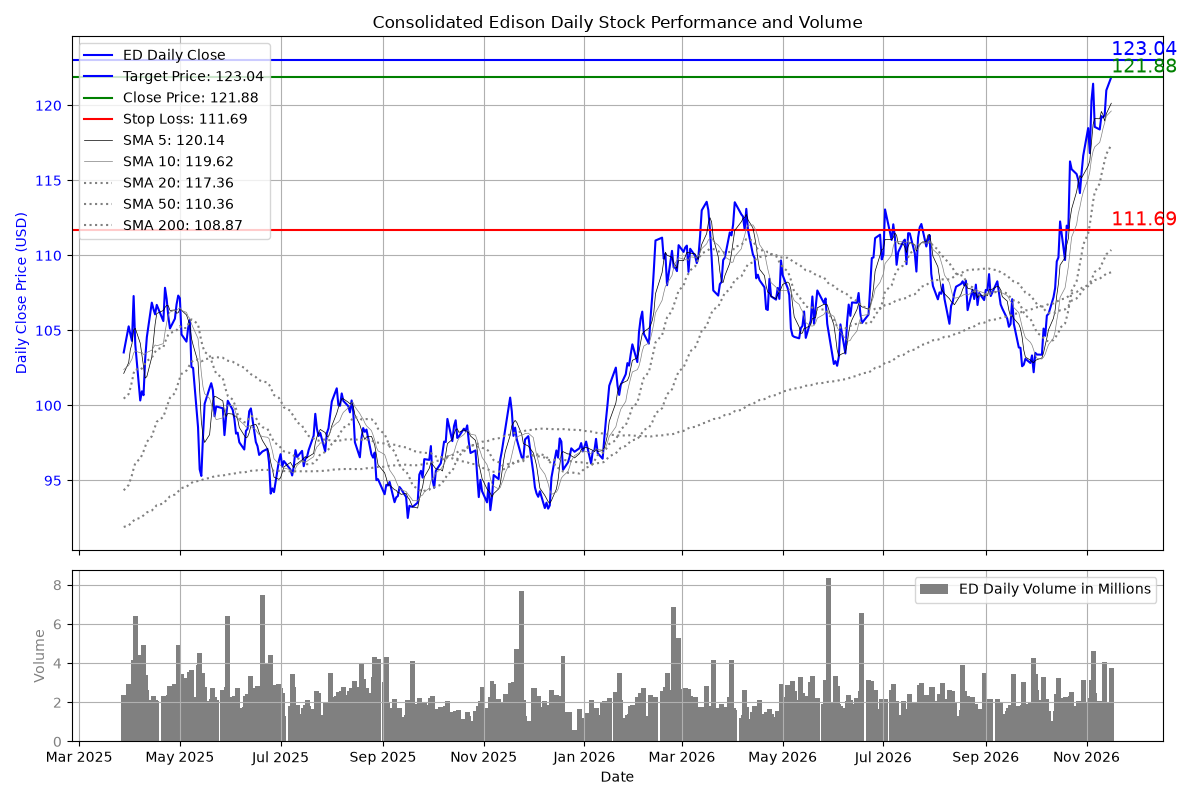 Consolidated Edison Daily Stock Performance and Volume
ED Daily Close
Target Price: 123.04
Close Price: 121.88
Stop Loss: 111.69
SMA 5: 120.14
SMA 10: 119.62
SMA 20: 117.36
SMA 50: 110.36
SMA 200: 108.87
123.04
121.88
111.69
120
115
110
105
100
95
Daily Close Price (USD)
ED Daily Volume in Millions
8
6
4
2
0
Volume
Mar 2025
May 2025
Jul 2025
Sep 2025
Nov 2025
Jan 2026
Mar 2026
May 2026
Jul 2026
Sep 2026
Nov 2026
Date